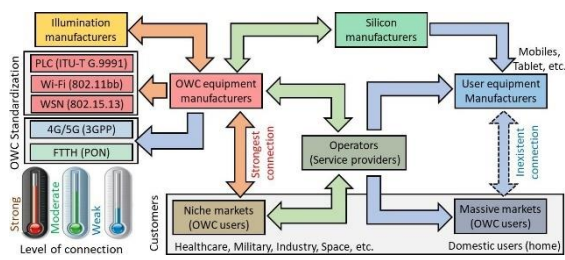 Illumination
manufacturers
Silicon
manufacturers
Mobiles,
Tablet, etc.
OWC Standardization
PLC (ITU-T G.9991)
Wi-Fi (802.11bb)
WSN (802.15.13)
4G/5G (3GPP)
FTTH (PON)
OWC equipment
manufacturers
User equipment
Manufacturers
Strongest
connection
Operators
(Service providers)
Inexistent
connection
Strong
Moderate
Weak
Level of connection
Customers
Niche markets
(OWC users)
Massive markets
(OWC users)
Healthcare, Military, Industry, Space, etc.
Domestic users (home)